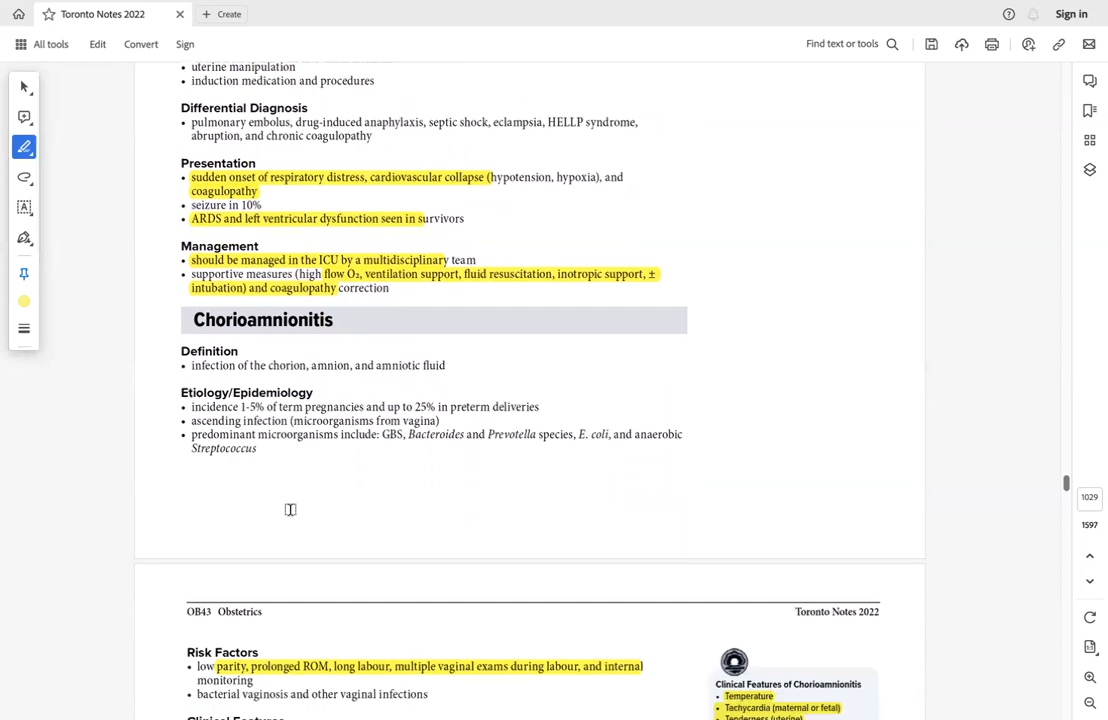 Toronto Notes 2022
Create
Sign in
All tools Edit Convert Sign
Find text or tools
• uterine manipulation
• induction medication and procedures
Differential Diagnosis
• pulmonary embolus, drug-induced anaphylaxis, septic shock, eclampsia, HELLP syndrome,
abruption, and chronic coagulopathy
Presentation
• sudden onset of respiratory distress, cardiovascular collapse (hypotension, hypoxia), and
coagulopathy
• seizure in 10%
• ARDS and left ventricular dysfunction seen in survivors
Management
• should be managed in the ICU by a multidisciplinary team
• supportive measures (high flow O₂, ventilation support, fluid resuscitation, inotropic support, ±
intubation) and coagulopathy correction
Chorioamnionitis
Definition
• infection of the chorion, amnion, and amniotic fluid
Etiology/Epidemiology
• incidence 1-5% of term pregnancies and up to 25% in preterm deliveries
• ascending infection (microorganisms from vagina)
• predominant microorganisms include: GBS, Bacteroides and Prevotella species, E. coli, and anaerobic
Streptococcus
1029
1597
OB43 Obstetrics
Toronto Notes 2022
Risk Factors
• low parity, prolonged ROM, long labour, multiple vaginal exams during labour, and internal
monitoring
• bacterial vaginosis and other vaginal infections
Clinical Features
Clinical Features of Chorioamnionitis
• Temperature
• Tachycardia (maternal or fetal)
• Tenderness (uterine)